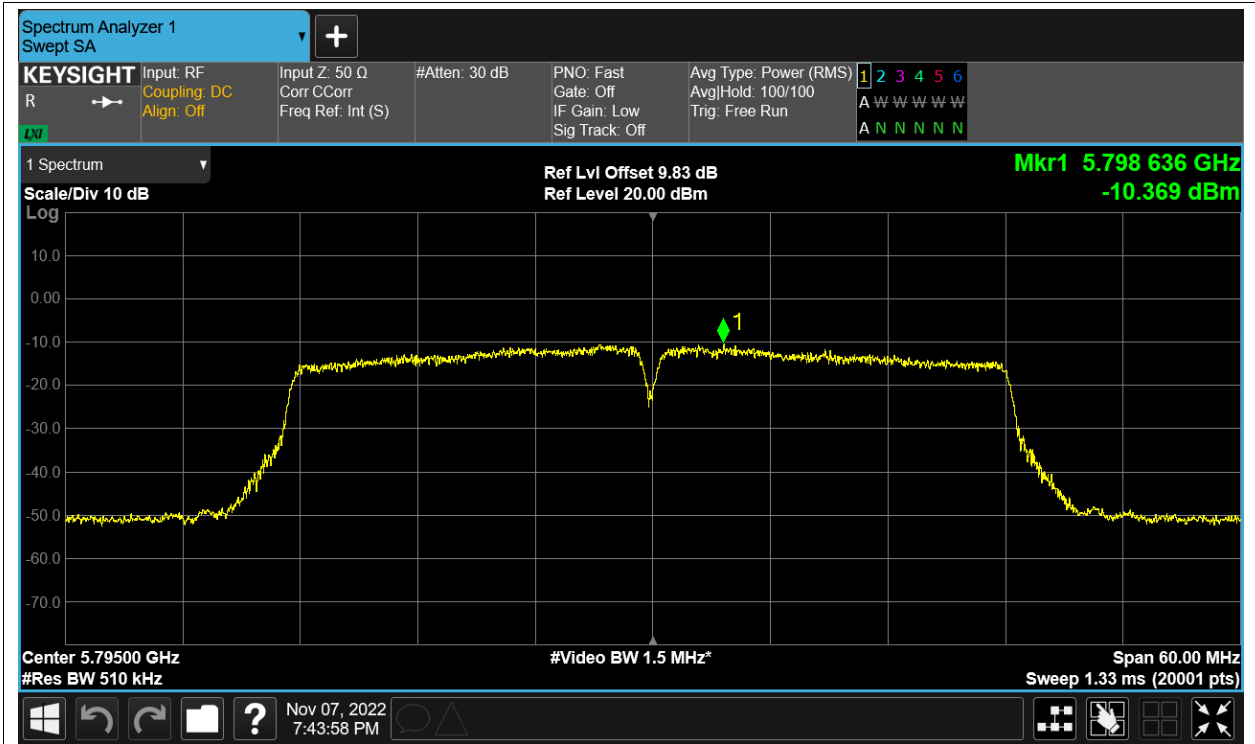 Spectrum Analyzer 1
Swept SA
KEYSIGHT
R
LXI
Input: RF
Coupling: DC
Align: Off
Input Z: 50 Ω
Corr CCorr
Freq Ref: Int (S)
#Atten: 30 dB
PNO: Fast
Gate: Off
IF Gain: Low
Sig Track: Off
Avg Type: Power (RMS)
Avg|Hold: 100/100
Trig: Free Run
1 2 3 4 5 6
A W W W W W
A N N N N N
1 Spectrum
Scale/Div 10 dB
Ref Lvl Offset 9.83 dB
Ref Level 20.00 dBm
Mkr1 5.798 636 GHz
-10.369 dBm
Log
10.0
0.00
-10.0
-20.0
-30.0
-40.0
-50.0
-60.0
-70.0
1
Center 5.79500 GHz
#Res BW 510 kHz
#Video BW 1.5 MHz*
Span 60.00 MHz
Sweep 1.33 ms (20001 pts)
?
Nov 07, 2022
7:43:58 PM